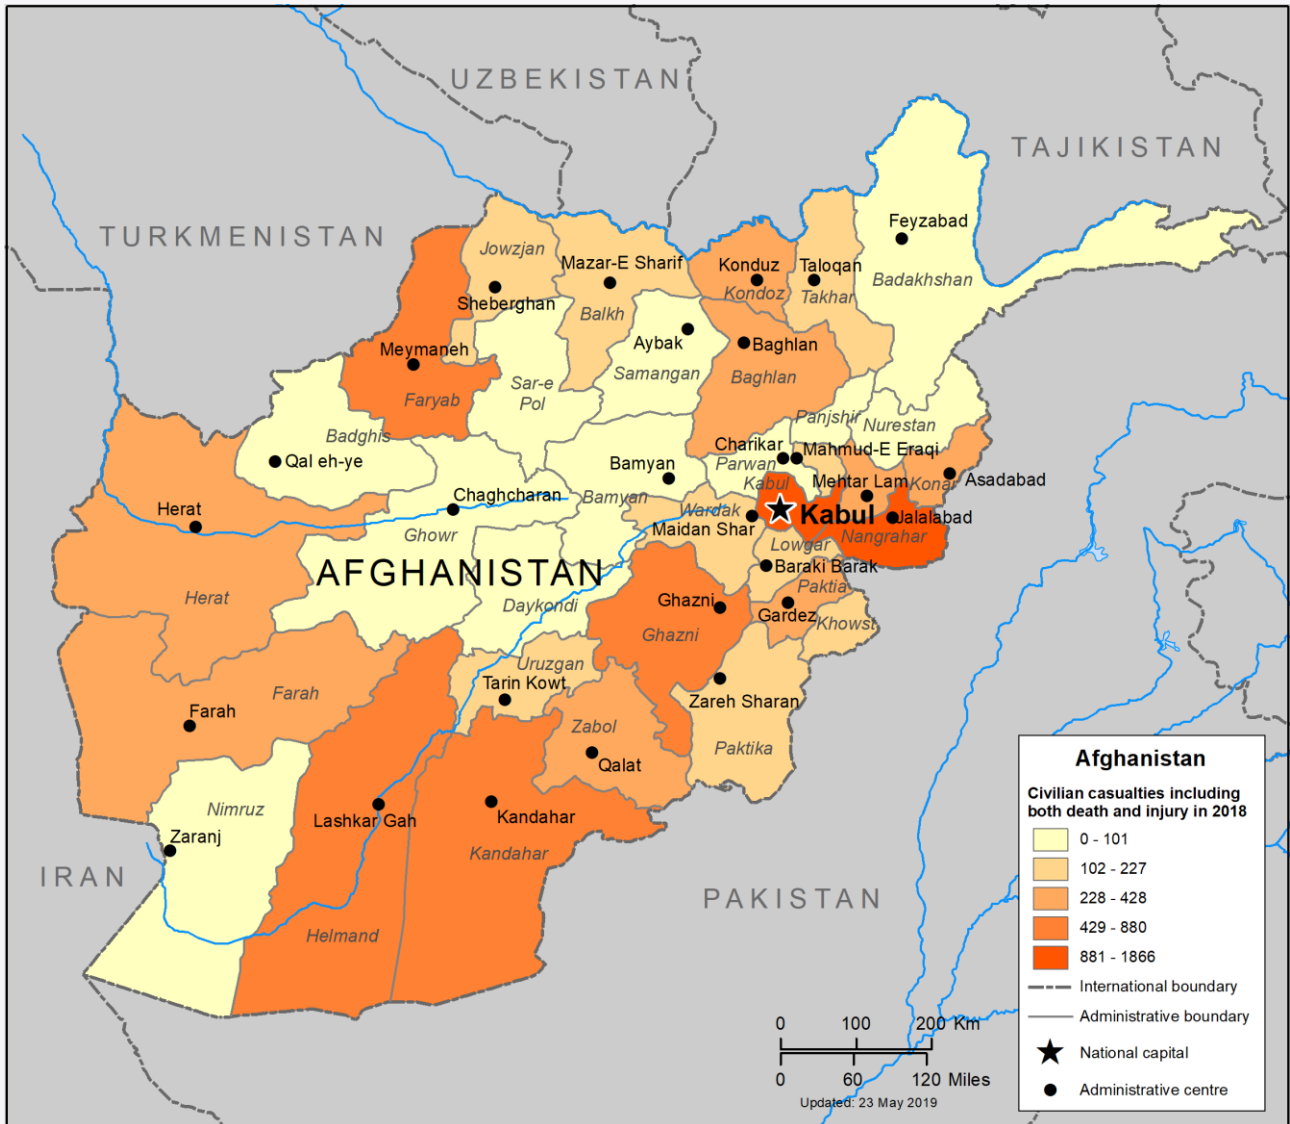 UZBEKISTAN
TAJIKISTAN
TURKMENISTAN
Feyzabad
Badakhshan
Jowzjan
Mazar-E Sharif
Konduz
Taloqan
Kondoz
Takhar
Sheberghan
Balkh
Meymaneh
Aybak
Baghlan
Samangan
Baghlan
Sar-e
Pol
Faryab
Panjshir
Nurestan
Badghis
Charikar
Mahmud-E Eraqi
Qal eh-ye
Bamyan
Parwan
Kabul
Mehtar Lam
Konar
Asadabad
Chaghcharan
Bamyan
Herat
Wardak
Kabul
Jalalabad
Maidan Shar
Ghowr
Lowgar
Nangrahar
AFGHANISTAN
Baraki Barak
Paktia
Herat
Daykondi
Ghazni
Gardez
Khowst
Ghazni
Uruzgan
Tarin Kowt
Farah
Zareh Sharan
Farah
Zabol
Paktika
Qalat
Nimruz
Lashkar Gah
Kandahar
Zaranj
Kandahar
IRAN
PAKISTAN
Helmand
Afghanistan
Civilian casualties including
both death and injury in 2018
0 - 101
102 - 227
228 - 428
429 - 880
881 - 1866
International boundary
Administrative boundary
National capital
Administrative centre
0 100 200 Km
0 60 120 Miles
Updated: 23 May 2019